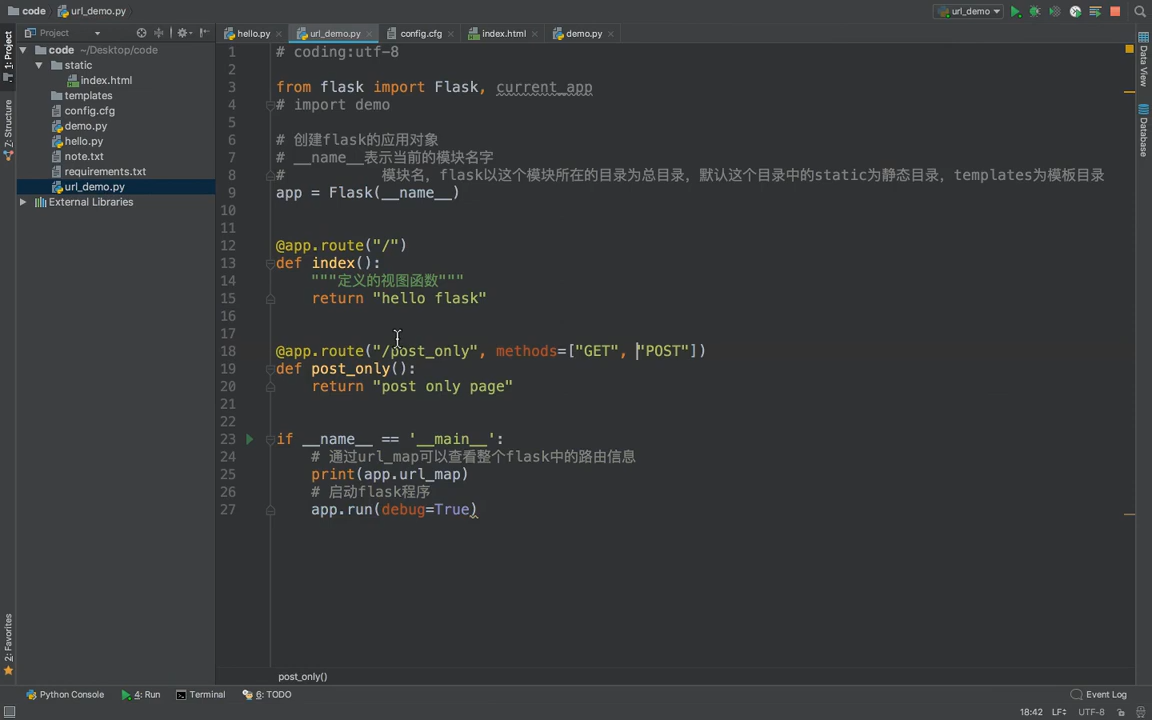 code
url_demo.py
url_demo
Project
hello.py
url_demo.py
config.cfg
index.html
demo.py
1: Project
Z: Structure
2: Favorites
code ~/Desktop/code
static
index.html
templates
config.cfg
demo.py
hello.py
note.txt
requirements.txt
url_demo.py
External Libraries
1 # coding:utf-8
2
3 from flask import Flask, current_app
4 # import demo
5
6 # 创建flask的应用对象
7 # __name__表示当前的模块名字
8 #           模块名，flask以这个模块所在的目录为总目录，默认这个目录中的static为静态目录，templates为模板目录
9 app = Flask(__name__)
10
11
12 @app.route("/")
13 def index():
14     """定义的视图函数"""
15     return "hello flask"
16
17
18 @app.route("/post_only", methods=["GET", "POST"])
19 def post_only():
20     return "post only page"
21
22
23 if __name__ == '__main__':
24     # 通过url_map可以查看整个flask中的路由信息
25     print(app.url_map)
26     # 启动flask程序
27     app.run(debug=True)
Data View
Database
post_only()
Python Console
4: Run
Terminal
6: TODO
Event Log
18:42 LF UTF-8